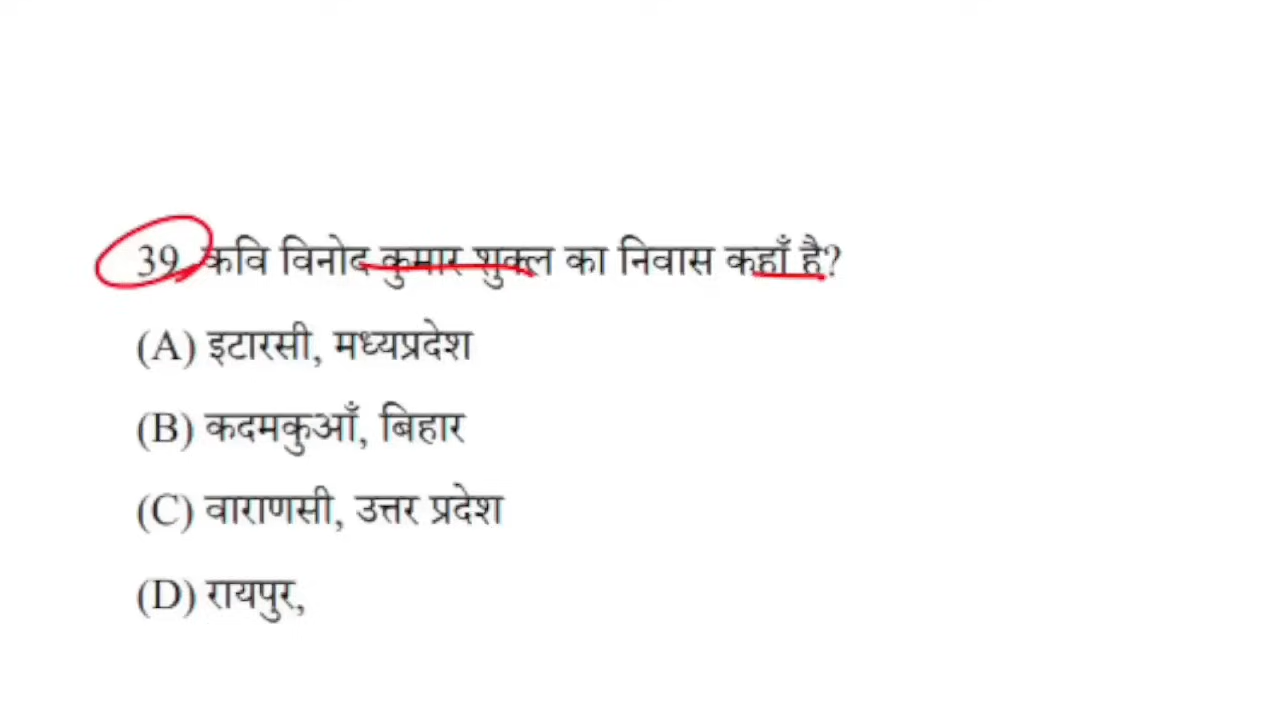 39. कवि विनोद कुमार शुक्ल का निवास कहाँ है?
(A) इटारसी, मध्यप्रदेश
(B) कदमकुआँ, बिहार
(C) वाराणसी, उत्तर प्रदेश
(D) रायपुर,